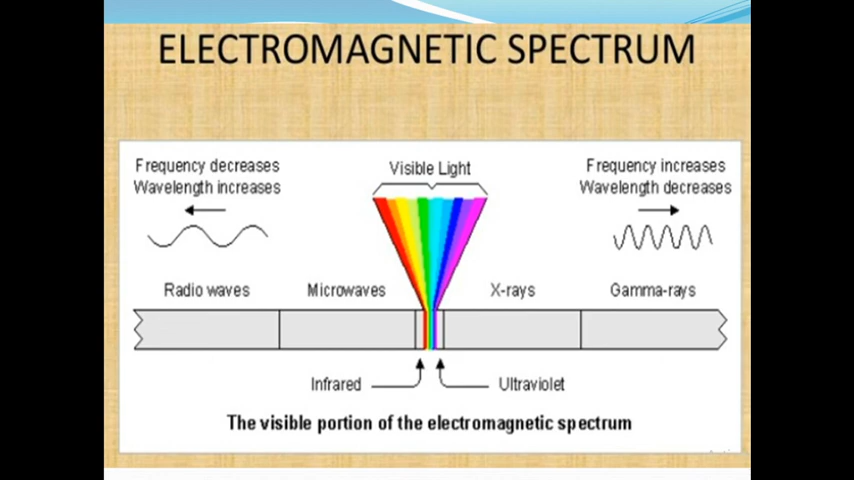 ELECTROMAGNETIC SPECTRUM
Frequency decreases
Wavelength increases
Visible Light
Frequency increases
Wavelength decreases
Radio waves
Microwaves
X-rays
Gamma-rays
Infrared
Ultraviolet
The visible portion of the electromagnetic spectrum